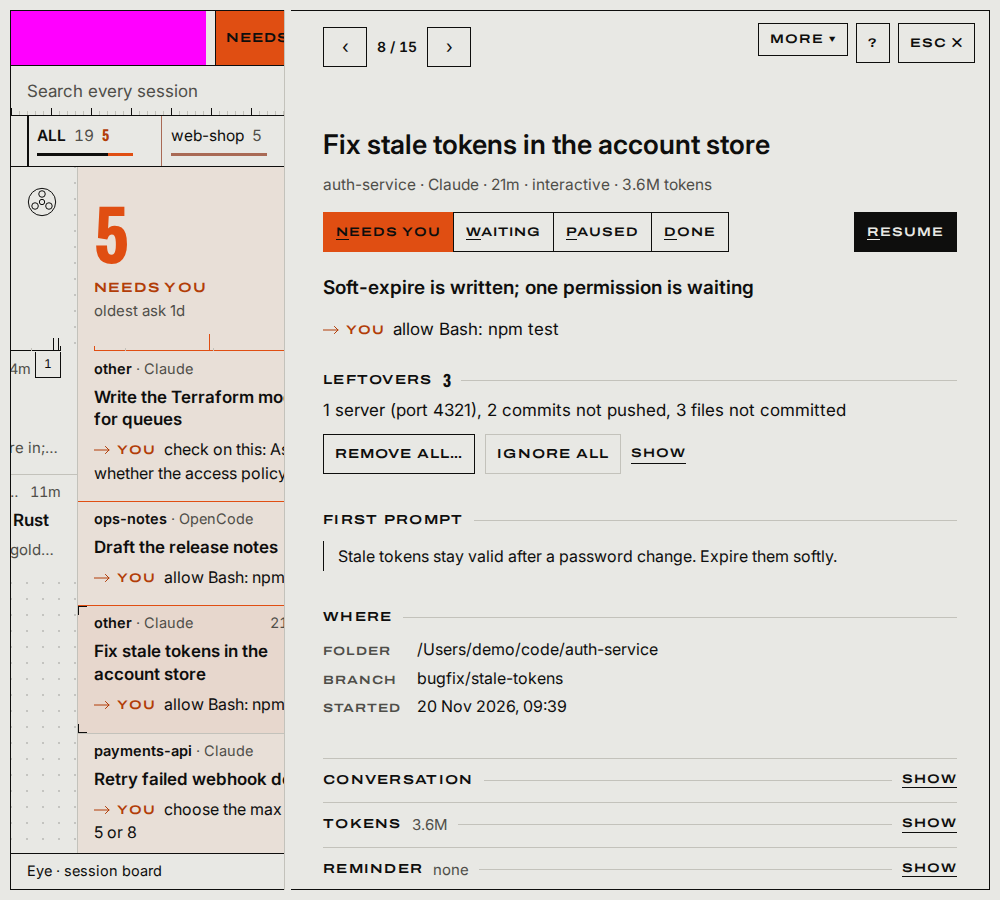 NEEDS
Search every session
ALL 19 5
web-shop 5
4m 1
re in;...
.. 11m
Rust
gold...
5
NEEDS YOU
oldest ask 1d
other · Claude
Write the Terraform mo
for queues
→ YOU check on this: As
whether the access policy
ops-notes · OpenCode
Draft the release notes
→ YOU allow Bash: npm
other · Claude 21
Fix stale tokens in the
account store
→ YOU allow Bash: npm
payments-api · Claude
Retry failed webhook de
→ YOU choose the max
5 or 8
Eye · session board
‹ 8 / 15 ›
MORE ▾ ? ESC ✕
Fix stale tokens in the account store
auth-service · Claude · 21m · interactive · 3.6M tokens
NEEDS YOU WAITING PAUSED DONE RESUME
Soft-expire is written; one permission is waiting
→ YOU allow Bash: npm test
LEFTOVERS 3
1 server (port 4321), 2 commits not pushed, 3 files not committed
REMOVE ALL... IGNORE ALL SHOW
FIRST PROMPT
Stale tokens stay valid after a password change. Expire them softly.
WHERE
FOLDER /Users/demo/code/auth-service
BRANCH bugfix/stale-tokens
STARTED 20 Nov 2026, 09:39
CONVERSATION SHOW
TOKENS 3.6M SHOW
REMINDER none SHOW